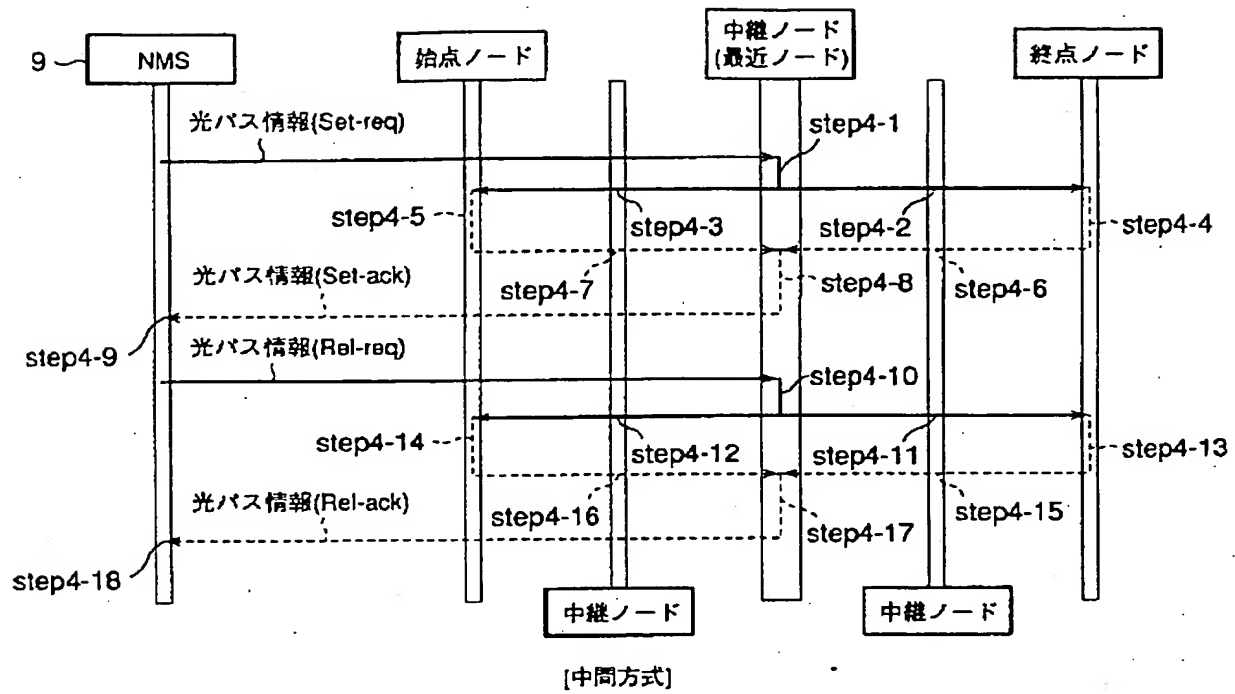 9
NMS
始点ノード
中継ノード
(最近ノード)
終点ノード
光パス情報(Set-req)
step4-1
step4-5
step4-3
step4-2
step4-4
光パス情報(Set-ack)
step4-7
step4-8
step4-6
step4-9
光パス情報(Rel-req)
step4-10
step4-14
step4-12
step4-11
step4-13
光パス情報(Rel-ack)
step4-16
step4-17
step4-15
step4-18
中継ノード
中継ノード
[中間方式]